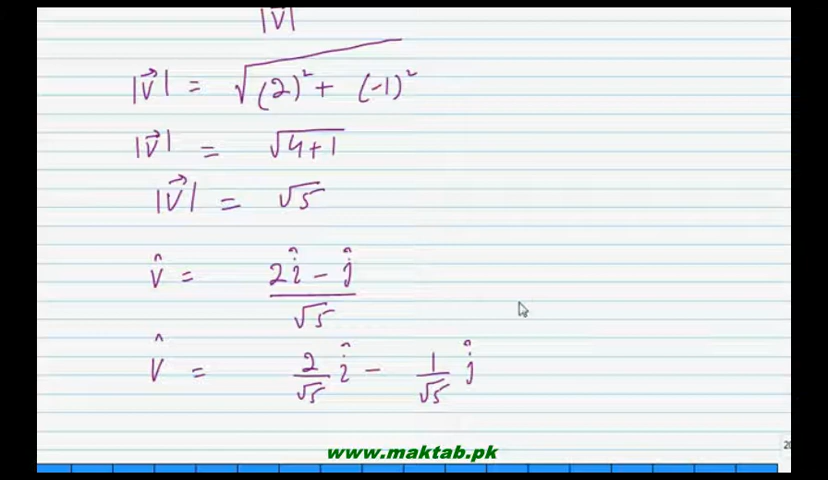 |v⃗|
|v⃗| = √(2)² + (-1)²
|v⃗| = √4+1
|v⃗| = √5
v̂ = 2î - ĵ / √5
v̂ = 2/√5 î - 1/√5 ĵ
www.maktab.pk